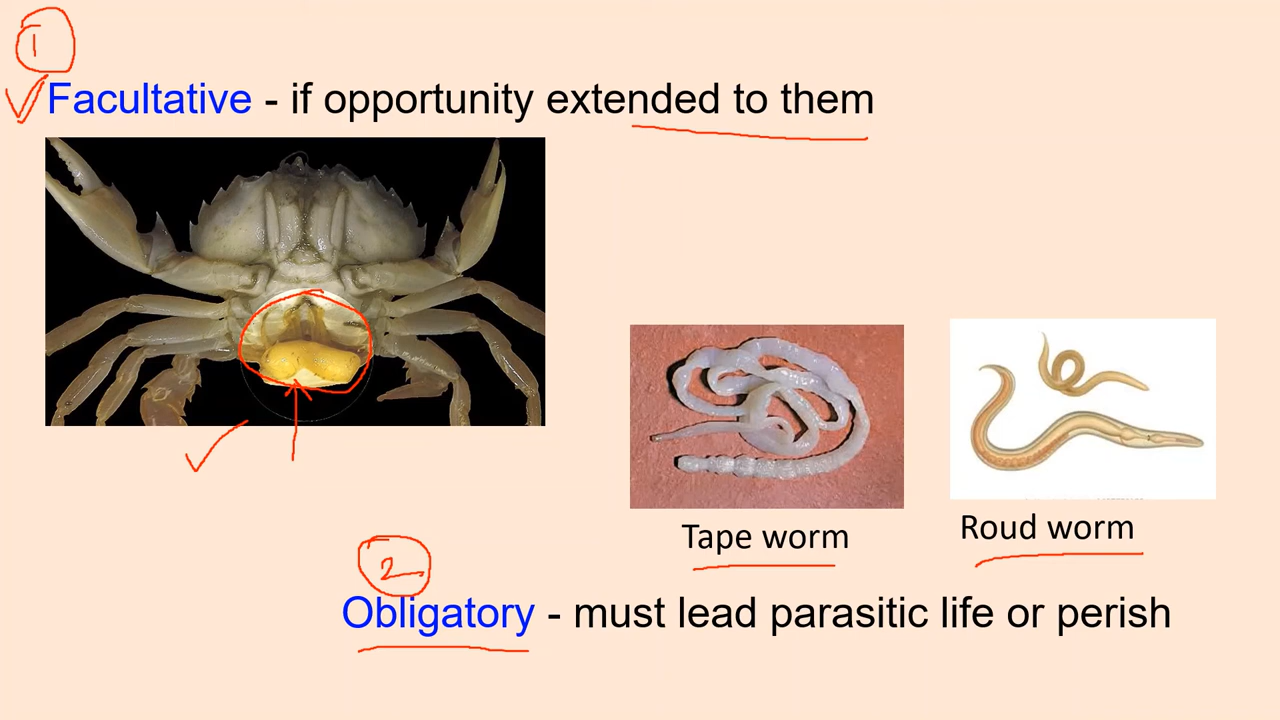 1
Facultative - if opportunity extended to them
Tape worm
Roud worm
2
Obligatory - must lead parasitic life or perish